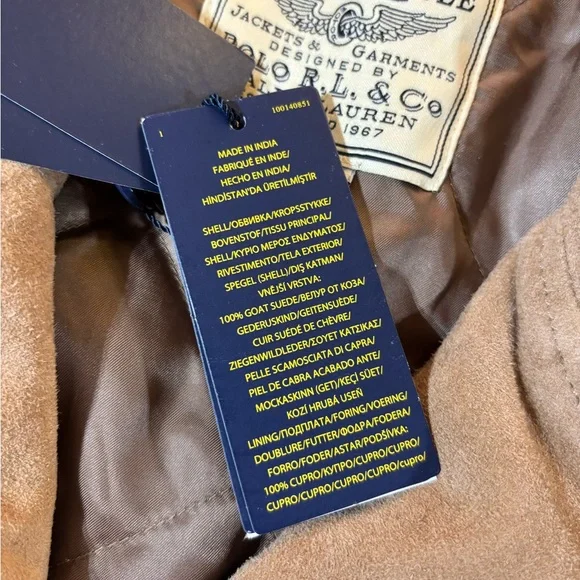 JACKETS & GARMENTS
DESIGNED BY
POLO R.L. & Co
LAUREN
1967
1
100140851
MADE IN INDIA
FABRIQUÉ EN INDE/
HECHO EN INDIA/
HİNDİSTAN'DA ÜRETİLMİŞTİR
SHELL/ОБВИВКА/KROPSSTYKKE/
BOVENSTOF/TISSU PRINCIPAL/
SHELL/ΚΥΡΙΟ ΜΕΡΟΣ ΕΝΔΥΜΑΤΟΣ/
RIVESTIMENTO/TELA EXTERIOR/
SPEGEL (SHELL)/DIŞ KATMAN/
VNĚJŠÍ VRSTVA:
100% GOAT SUEDE/ВЕЛУР ОТ КОЗА/
GEDERUSKIND/GEITENSUÈDE/
CUIR SUÉDÉ DE CHÈVRE/
ZIEGENWILDLEDER/ΣΟΥΕΤ ΚΑΤΣΙΚΑΣ/
PELLE SCAMOSCIATA DI CAPRA/
PIEL DE CABRA ACABADO ANTE/
MOCKASKINN (GET)/KEÇİ SÜET/
KOZÍ HRUBÁ USEŇ
LINING/ПОДПЛАТА/FORING/VOERING/
DOUBLURE/FUTTER/ΦΟΔΡΑ/FODERA/
FORRO/FODER/ASTAR/PODŠÍVKA:
100% CUPRO/КУПРО/CUPRO/CUPRO/
CUPRO/CUPRO/CUPRO/CUPRO/cupro/